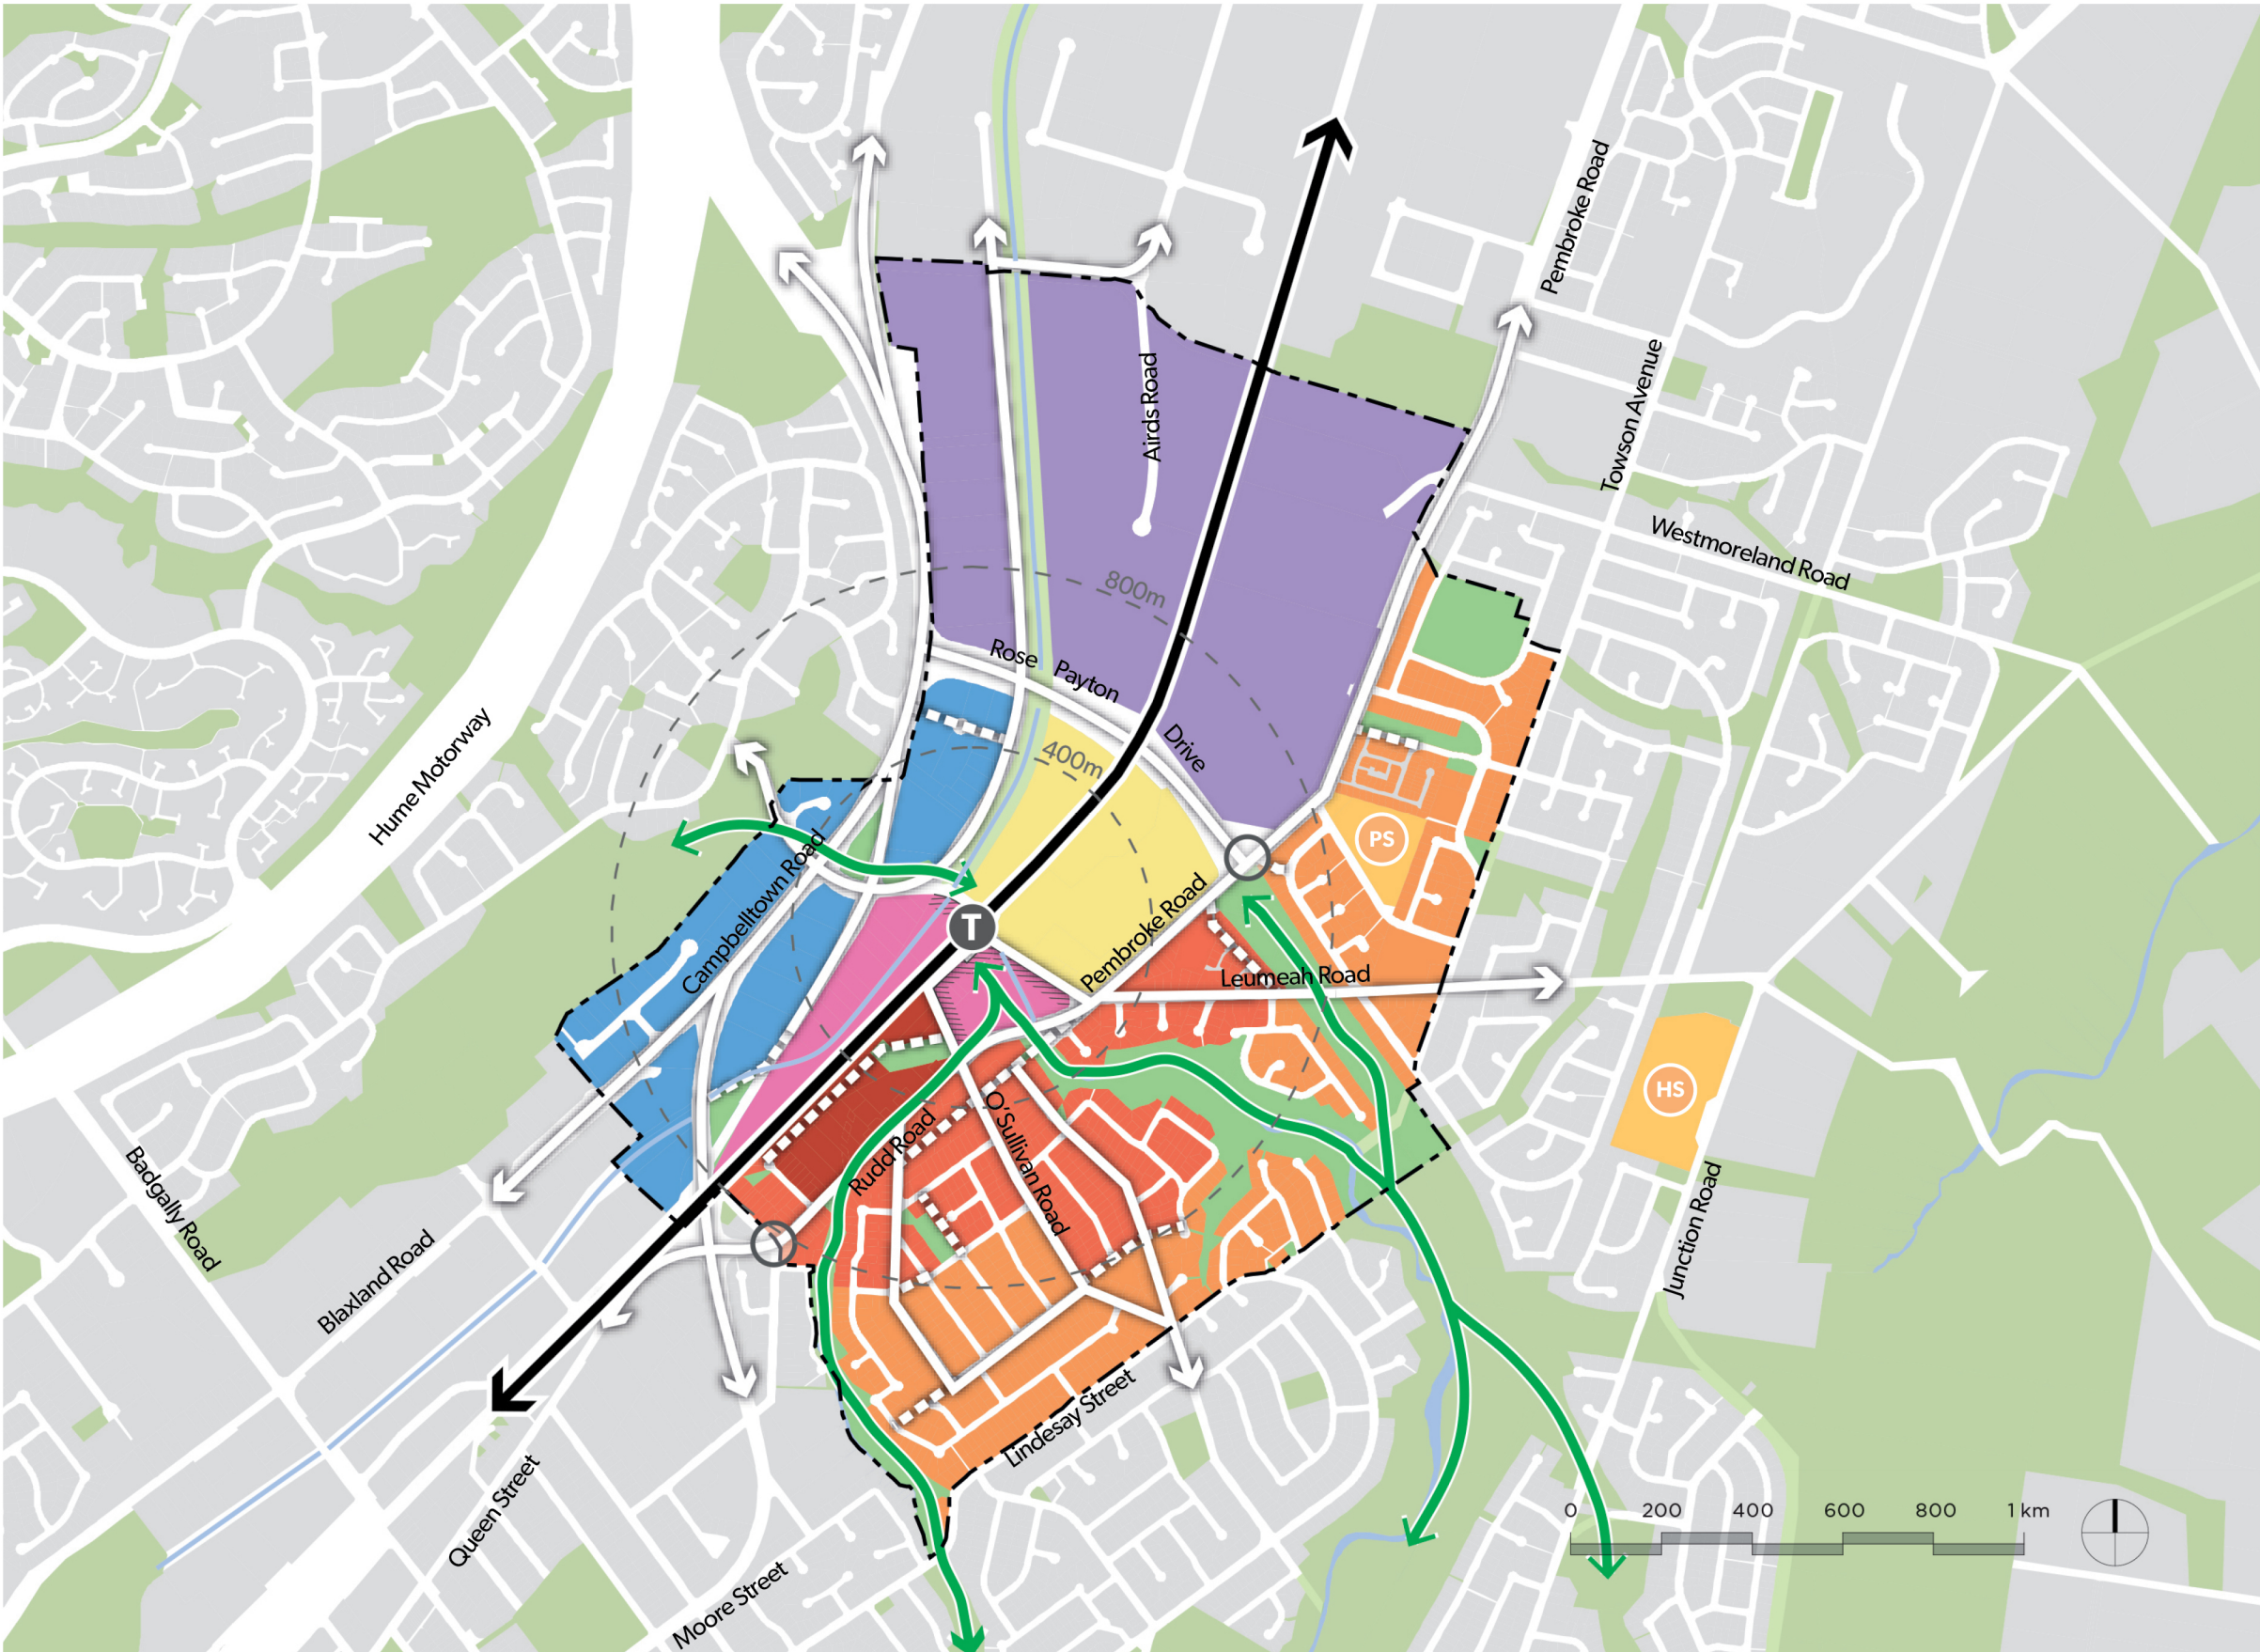 Pembroke Road
Airds Road
Towson Avenue
Westmoreland Road
800m
Rose Payton Drive
400m
Hume Motorway
PS
Campbelltown Road
T
Pembroke Road
Leumeah Road
HS
O'Sullivan Road
Rudd Road
Badgally Road
Blaxland Road
Junction Road
Lindesay Street
Queen Street
Moore Street
0 200 400 600 800 1 km